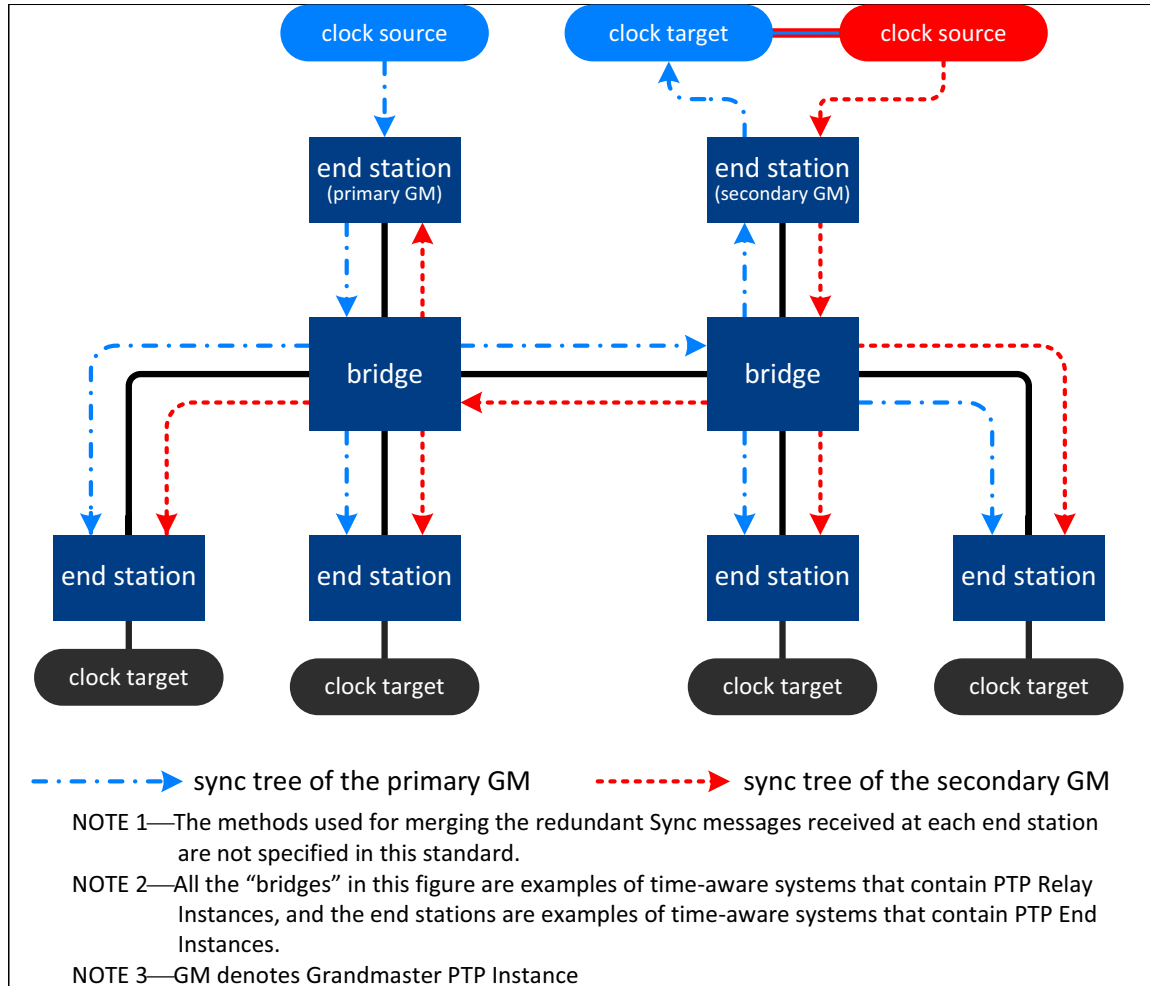 clock source
clock target
clock source
end station
(primary GM)
end station
(secondary GM)
bridge
bridge
end station
end station
end station
end station
clock target
clock target
clock target
clock target
sync tree of the primary GM
sync tree of the secondary GM
NOTE 1—The methods used for merging the redundant Sync messages received at each end station
are not specified in this standard.
NOTE 2—All the “bridges” in this figure are examples of time-aware systems that contain PTP Relay
Instances, and the end stations are examples of time-aware systems that contain PTP End
Instances.
NOTE 3—GM denotes Grandmaster PTP Instance